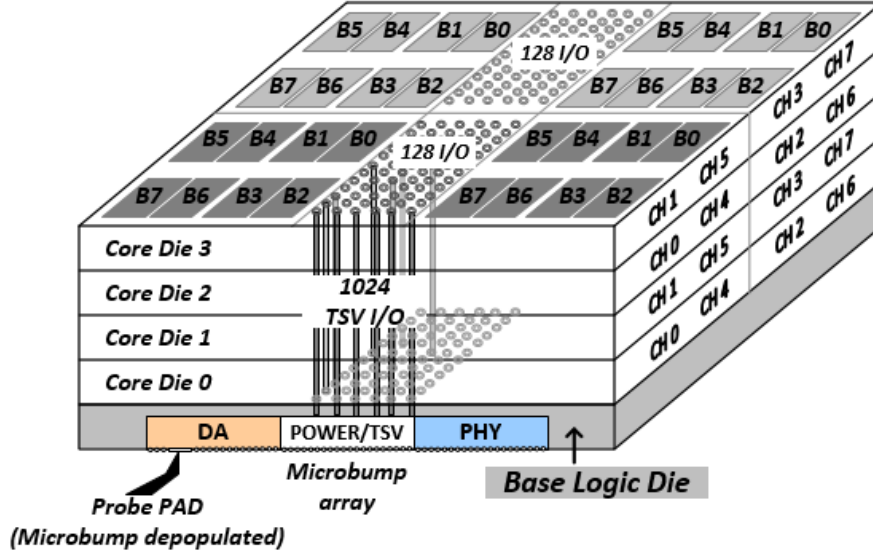 B5 B4 B1 B0 128 I/O B5 B4 B1 B0
B7 B6 B3 B2 B7 B6 B3 B2
B5 B4 B1 B0 128 I/O B5 B4 B1 B0
B7 B6 B3 B2 B7 B6 B3 B2
CH 1 CH 5 CH 3 CH 7
CH 0 CH 4 CH 2 CH 6
CH 1 CH 5 CH 3 CH 7
CH 0 CH 4 CH 2 CH 6
Core Die 3
Core Die 2
1024
TSV I/O
Core Die 1
Core Die 0
DA POWER/TSV PHY
Microbump
array
Base Logic Die
Probe PAD
(Microbump depopulated)